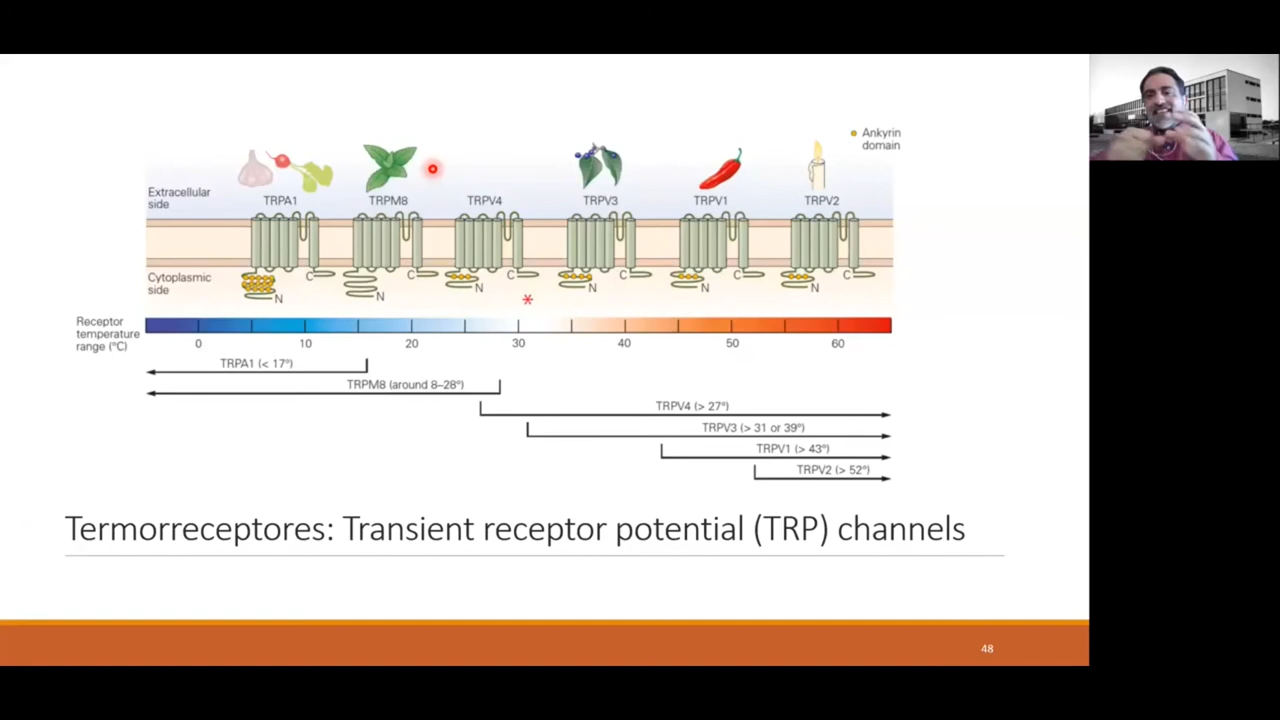 Ankyrin
domain
Extracellular
side
TRPA1
TRPM8
TRPV4
TRPV3
TRPV1
TRPV2
Cytoplasmic
side
C
C
C
C
C
C
N
N
N
N
N
N
*
Receptor
temperature
range (°C)
0
10
20
30
40
50
60
TRPA1 (< 17°)
TRPM8 (around 8–28°)
TRPV4 (> 27°)
TRPV3 (> 31 or 39°)
TRPV1 (> 43°)
TRPV2 (> 52°)
Termorreceptores: Transient receptor potential (TRP) channels
48